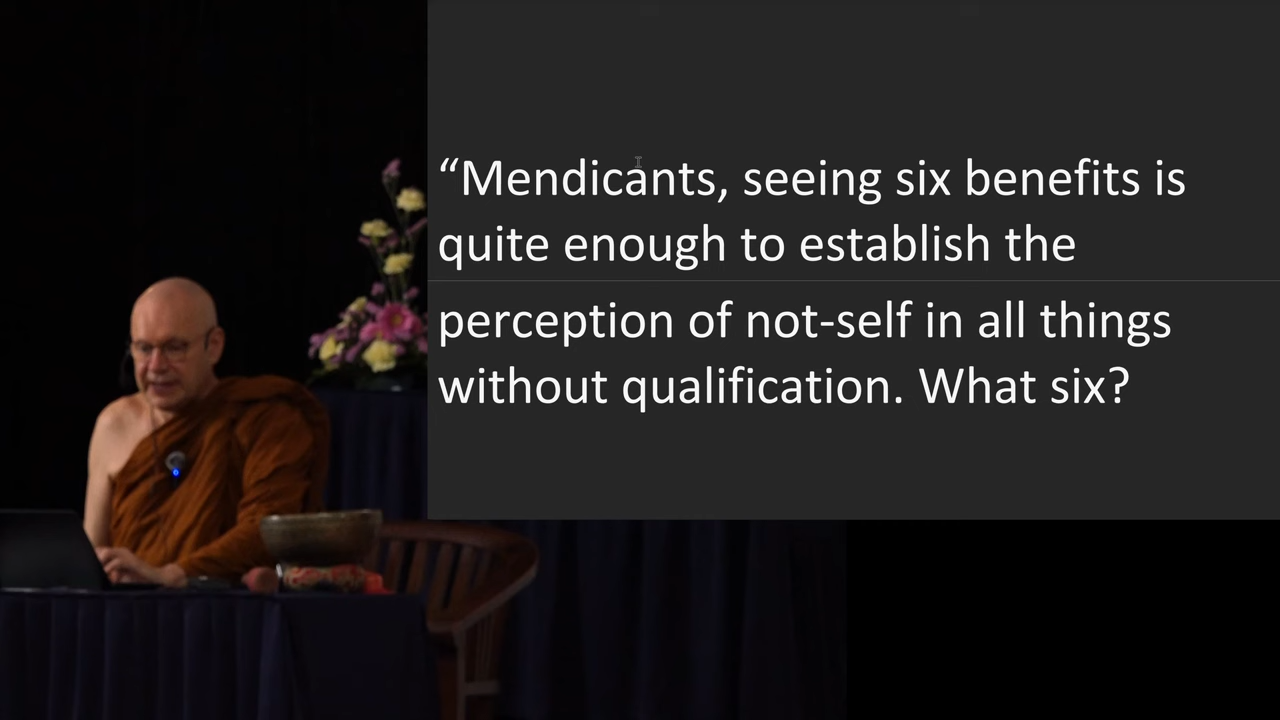 “Mendicants, seeing six benefits is
quite enough to establish the
perception of not-self in all things
without qualification. What six?